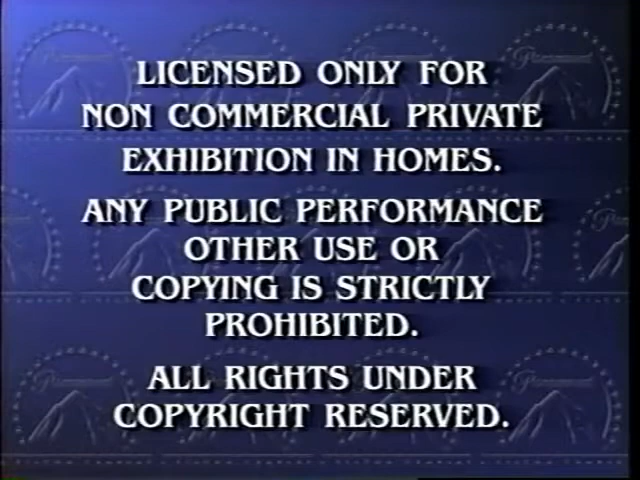 LICENSED ONLY FOR
NON COMMERCIAL PRIVATE
EXHIBITION IN HOMES.
ANY PUBLIC PERFORMANCE
OTHER USE OR
COPYING IS STRICTLY
PROHIBITED.
ALL RIGHTS UNDER
COPYRIGHT RESERVED.